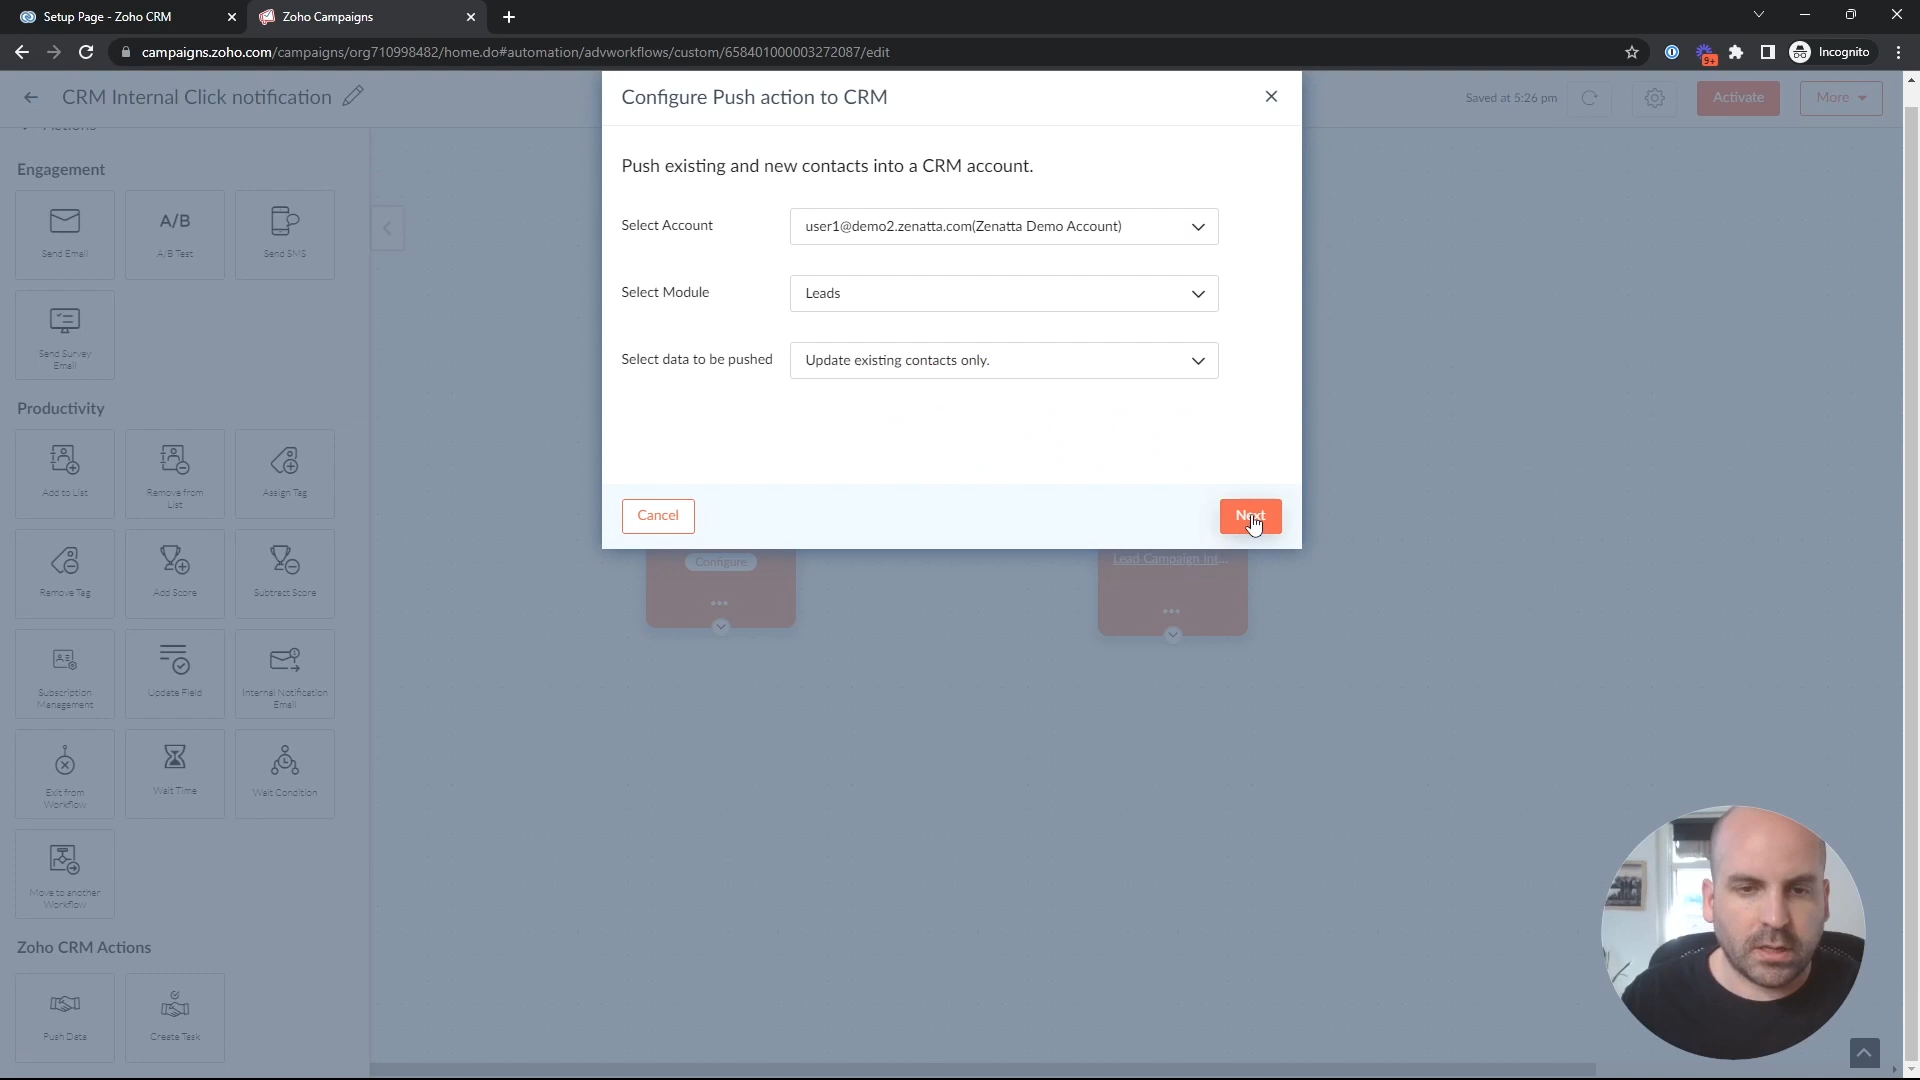 Setup Page - Zoho CRM
Zoho Campaigns
campaigns.zoho.com/campaigns/org710998482/home.do#automation/advworkflows/custom/658401000003272087/edit
9+
Incognito
CRM Internal Click notification
Configure Push action to CRM
Saved at 5:26 pm
Activate
More
Actions
Engagement
Send Email
A/B
A/B Test
Send SMS
Send Survey
Email
Push existing and new contacts into a CRM account.
Select Account
user1@demo2.zenatta.com(Zenatta Demo Account)
Select Module
Leads
Select data to be pushed
Update existing contacts only.
Cancel
Next
Configure
Lead Campaign Int...
Productivity
Add to List
Remove from
List
Assign Tag
Remove Tag
Add Score
Subtract Score
Subscription
Management
Update Field
Internal Notification
Email
Exit from
Workflow
Wait Time
Wait Condition
Move to another
Workflow
Zoho CRM Actions
Push Data
Create Task